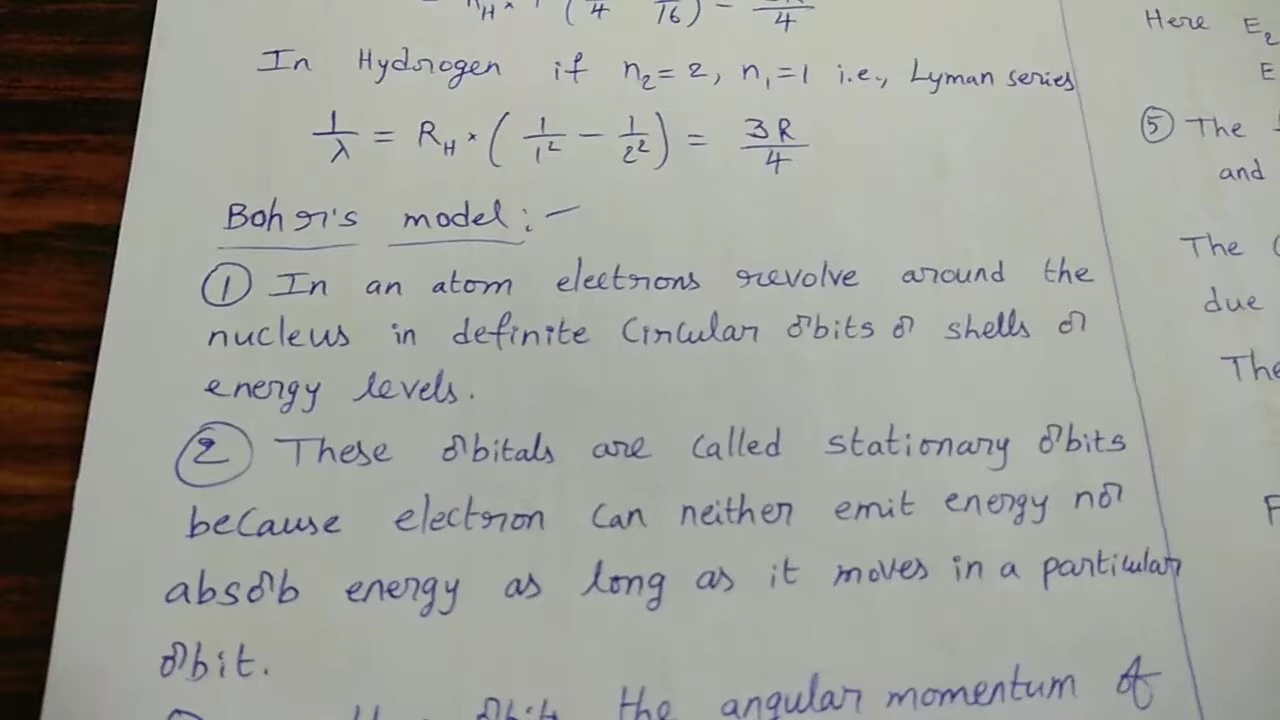 In Hydrogen if n₂=2, n₁=1 i.e., Lyman series
1/λ = R_H × ( 1/1² − 1/2² ) = 3R/4
Bohr's model:-
① In an atom electrons revolve around the
nucleus in definite Circular orbits or shells or
energy levels.
② These orbitals are called stationary orbits
because electron can neither emit energy nor
absorb energy as long as it moves in a particular
orbit.
the angular momentum of
Here E₂
E
⑤ The
and
The
due
The